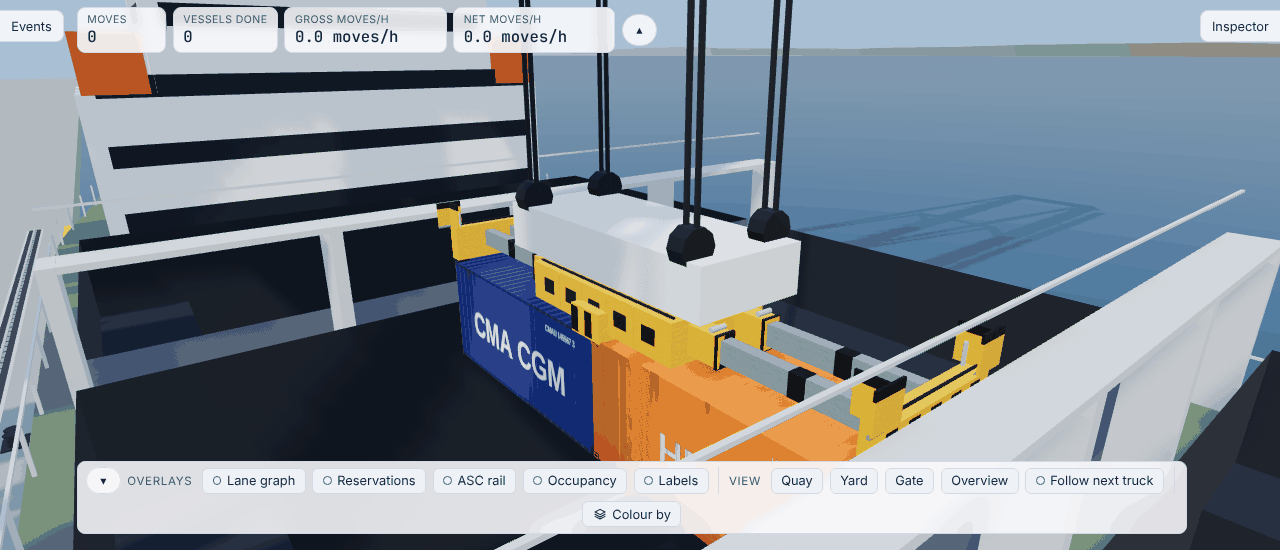 Events
MOVES
0
VESSELS DONE
0
GROSS MOVES/H
0.0 moves/h
NET MOVES/H
0.0 moves/h
Inspector
CMA CGM
OVERLAYS
Lane graph
Reservations
ASC rail
Occupancy
Labels
VIEW
Quay
Yard
Gate
Overview
Follow next truck
Colour by